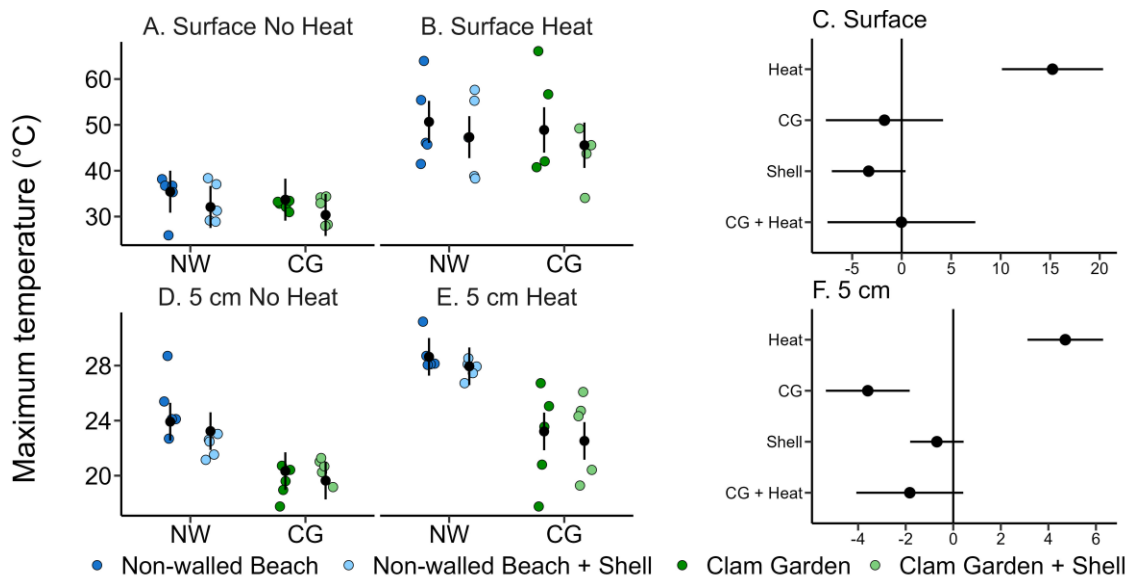 A. Surface No Heat
B. Surface Heat
C. Surface
Maximum temperature (°C)
60
50
40
30
NW
CG
NW
CG
Heat
CG
Shell
CG + Heat
-5
0
5
10
15
20
D. 5 cm No Heat
E. 5 cm Heat
F. 5 cm
28
24
20
NW
CG
NW
CG
Heat
CG
Shell
CG + Heat
-4
-2
0
2
4
6
Non-walled Beach
Non-walled Beach + Shell
Clam Garden
Clam Garden + Shell